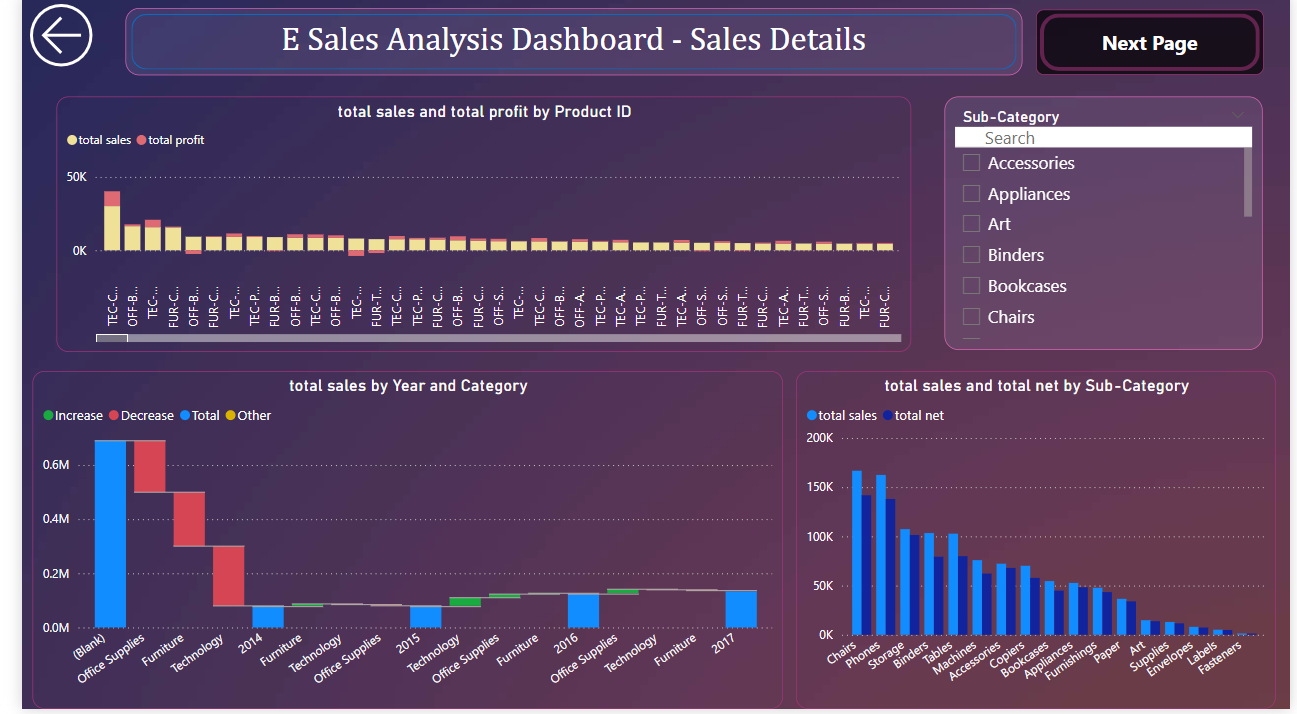 E Sales Analysis Dashboard - Sales Details
Next Page
total sales and total profit by Product ID
total sales total profit
50K
0K
TEC-C...
OFF-B...
TEC-...
FUR-C...
OFF-B...
FUR-C...
TEC-...
TEC-P...
FUR-B...
OFF-B...
TEC-C...
OFF-B...
TEC-...
FUR-T...
TEC-C...
TEC-P...
FUR-C...
OFF-B...
FUR-C...
OFF-S...
TEC-...
TEC-C...
OFF-B...
OFF-A...
TEC-P...
TEC-A...
TEC-P...
FUR-T...
TEC-A...
OFF-S...
OFF-S...
FUR-T...
FUR-C...
TEC-A...
FUR-T...
OFF-S...
FUR-B...
TEC-...
FUR-C...
Sub-Category
Search
Accessories
Appliances
Art
Binders
Bookcases
Chairs
total sales by Year and Category
Increase Decrease Total Other
0.6M
0.4M
0.2M
0.0M
(Blank)
Office Supplies
Furniture
Technology
2014
Furniture
Technology
Office Supplies
2015
Technology
Office Supplies
Furniture
2016
Office Supplies
Technology
Furniture
2017
total sales and total net by Sub-Category
total sales total net
200K
150K
100K
50K
0K
Chairs
Phones
Storage
Binders
Tables
Machines
Accessories
Copiers
Bookcases
Appliances
Furnishings
Paper
Art
Supplies
Envelopes
Labels
Fasteners